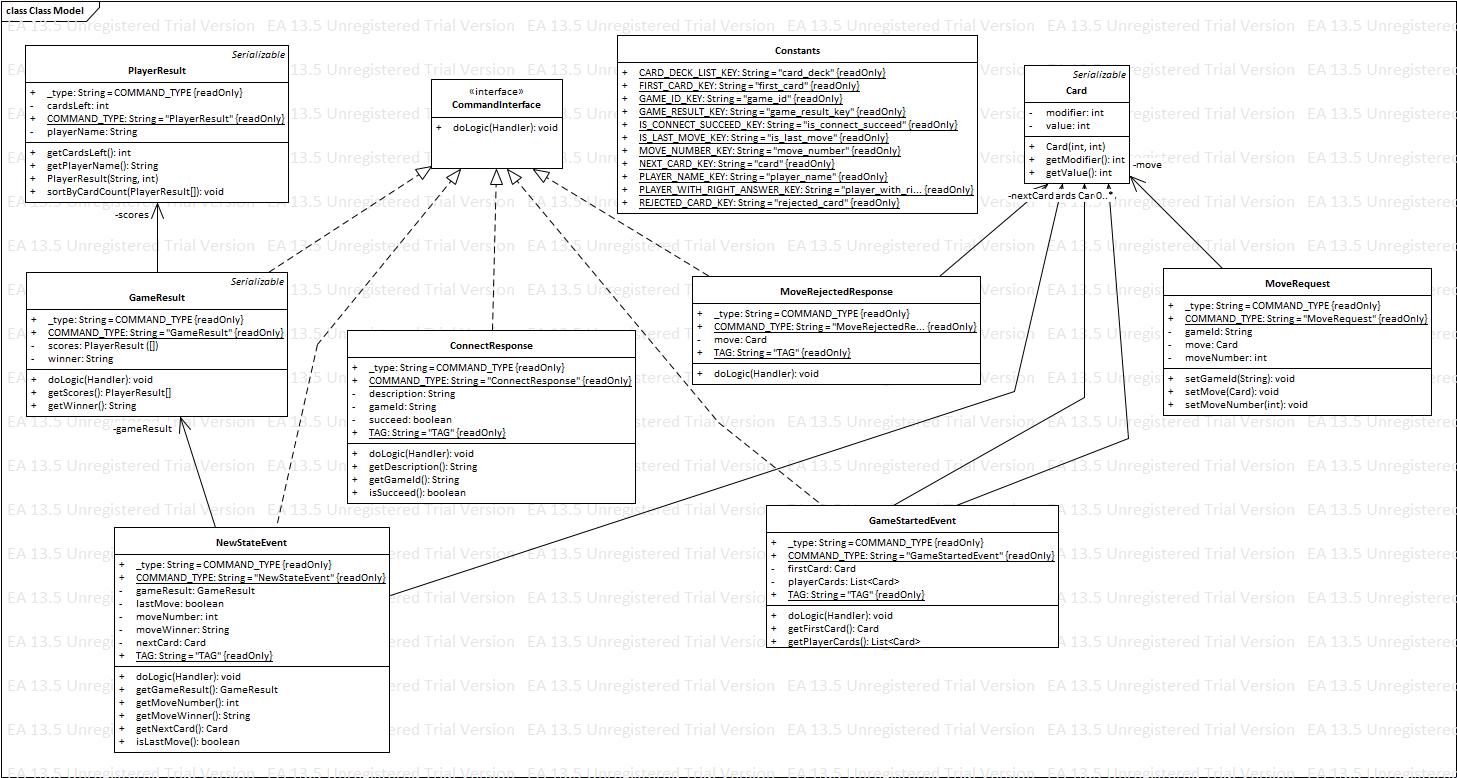 class Class Model
EA 13.5 Unregistered Trial Version
Serializable
PlayerResult
+ _type: String = COMMAND_TYPE {readOnly}
- cardsLeft: int
+ COMMAND_TYPE: String = "PlayerResult" {readOnly}
- playerName: String
+ getCardsLeft(): int
+ getPlayerName(): String
+ PlayerResult(String, int)
+ sortByCardCount(PlayerResult[]): void
«interface»
CommandInterface
+ doLogic(Handler): void
Constants
+ CARD_DECK_LIST_KEY: String = "card_deck" {readOnly}
+ FIRST_CARD_KEY: String = "first_card" {readOnly}
+ GAME_ID_KEY: String = "game_id" {readOnly}
+ GAME_RESULT_KEY: String = "game_result_key" {readOnly}
+ IS_CONNECT_SUCCEED_KEY: String = "is_connect_succeed" {readOnly}
+ IS_LAST_MOVE_KEY: String = "is_last_move" {readOnly}
+ MOVE_NUMBER_KEY: String = "move_number" {readOnly}
+ NEXT_CARD_KEY: String = "card" {readOnly}
+ PLAYER_NAME_KEY: String = "player_name" {readOnly}
+ PLAYER_WITH_RIGHT_ANSWER_KEY: String = "player_with_ri... {readOnly}
+ REJECTED_CARD_KEY: String = "rejected_card" {readOnly}
Serializable
Card
- modifier: int
- value: int
+ Card(int, int)
+ getModifier(): int
+ getValue(): int
-move
-nextCard
0..*
-scores
Serializable
GameResult
+ _type: String = COMMAND_TYPE {readOnly}
+ COMMAND_TYPE: String = "GameResult" {readOnly}
- scores: PlayerResult ([])
- winner: String
+ doLogic(Handler): void
+ getScores(): PlayerResult[]
+ getWinner(): String
-gameResult
ConnectResponse
+ _type: String = COMMAND_TYPE {readOnly}
+ COMMAND_TYPE: String = "ConnectResponse" {readOnly}
- description: String
- gameId: String
- succeed: boolean
+ TAG: String = "TAG" {readOnly}
+ doLogic(Handler): void
+ getDescription(): String
+ getGameId(): String
+ isSucceed(): boolean
MoveRejectedResponse
+ _type: String = COMMAND_TYPE {readOnly}
+ COMMAND_TYPE: String = "MoveRejectedRe... {readOnly}
- move: Card
+ TAG: String = "TAG" {readOnly}
+ doLogic(Handler): void
MoveRequest
+ _type: String = COMMAND_TYPE {readOnly}
+ COMMAND_TYPE: String = "MoveRequest" {readOnly}
- gameId: String
- move: Card
- moveNumber: int
+ setGameId(String): void
+ setMove(Card): void
+ setMoveNumber(int): void
NewStateEvent
+ _type: String = COMMAND_TYPE {readOnly}
+ COMMAND_TYPE: String = "NewStateEvent" {readOnly}
- gameResult: GameResult
- lastMove: boolean
- moveNumber: int
- moveWinner: String
- nextCard: Card
+ TAG: String = "TAG" {readOnly}
+ doLogic(Handler): void
+ getGameResult(): GameResult
+ getMoveNumber(): int
+ getMoveWinner(): String
+ getNextCard(): Card
+ isLastMove(): boolean
GameStartedEvent
+ _type: String = COMMAND_TYPE {readOnly}
+ COMMAND_TYPE: String = "GameStartedEvent" {readOnly}
- firstCard: Card
- playerCards: List<Card>
+ TAG: String = "TAG" {readOnly}
+ doLogic(Handler): void
+ getFirstCard(): Card
+ getPlayerCards(): List<Card>